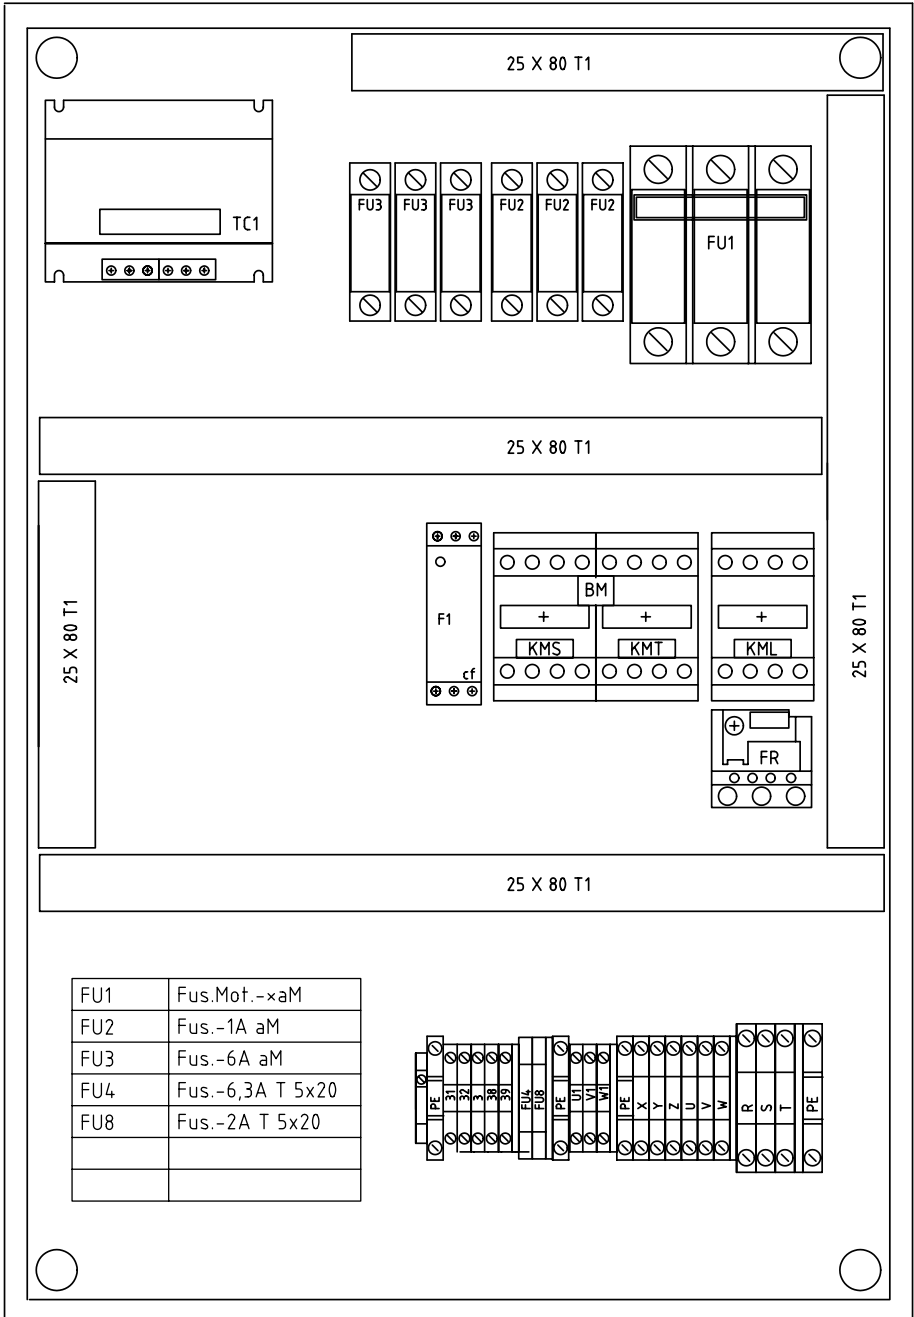 25 X 80 T1
TC1
FU3 FU3 FU3 FU2 FU2 FU2
FU1
25 X 80 T1
25 X 80 T1
25 X 80 T1
BM
F1
+ + +
KMS KMT KML
cf
FR
25 X 80 T1
FU1 Fus.Mot.-xaM
FU2 Fus.-1A aM
FU3 Fus.-6A aM
FU4 Fus.-6,3A T 5x20
FU8 Fus.-2A T 5x20
PE 31 32 3 38 39 FU4 FU8 PE U1 V1 W1 PE X Y Z U V W R S T PE